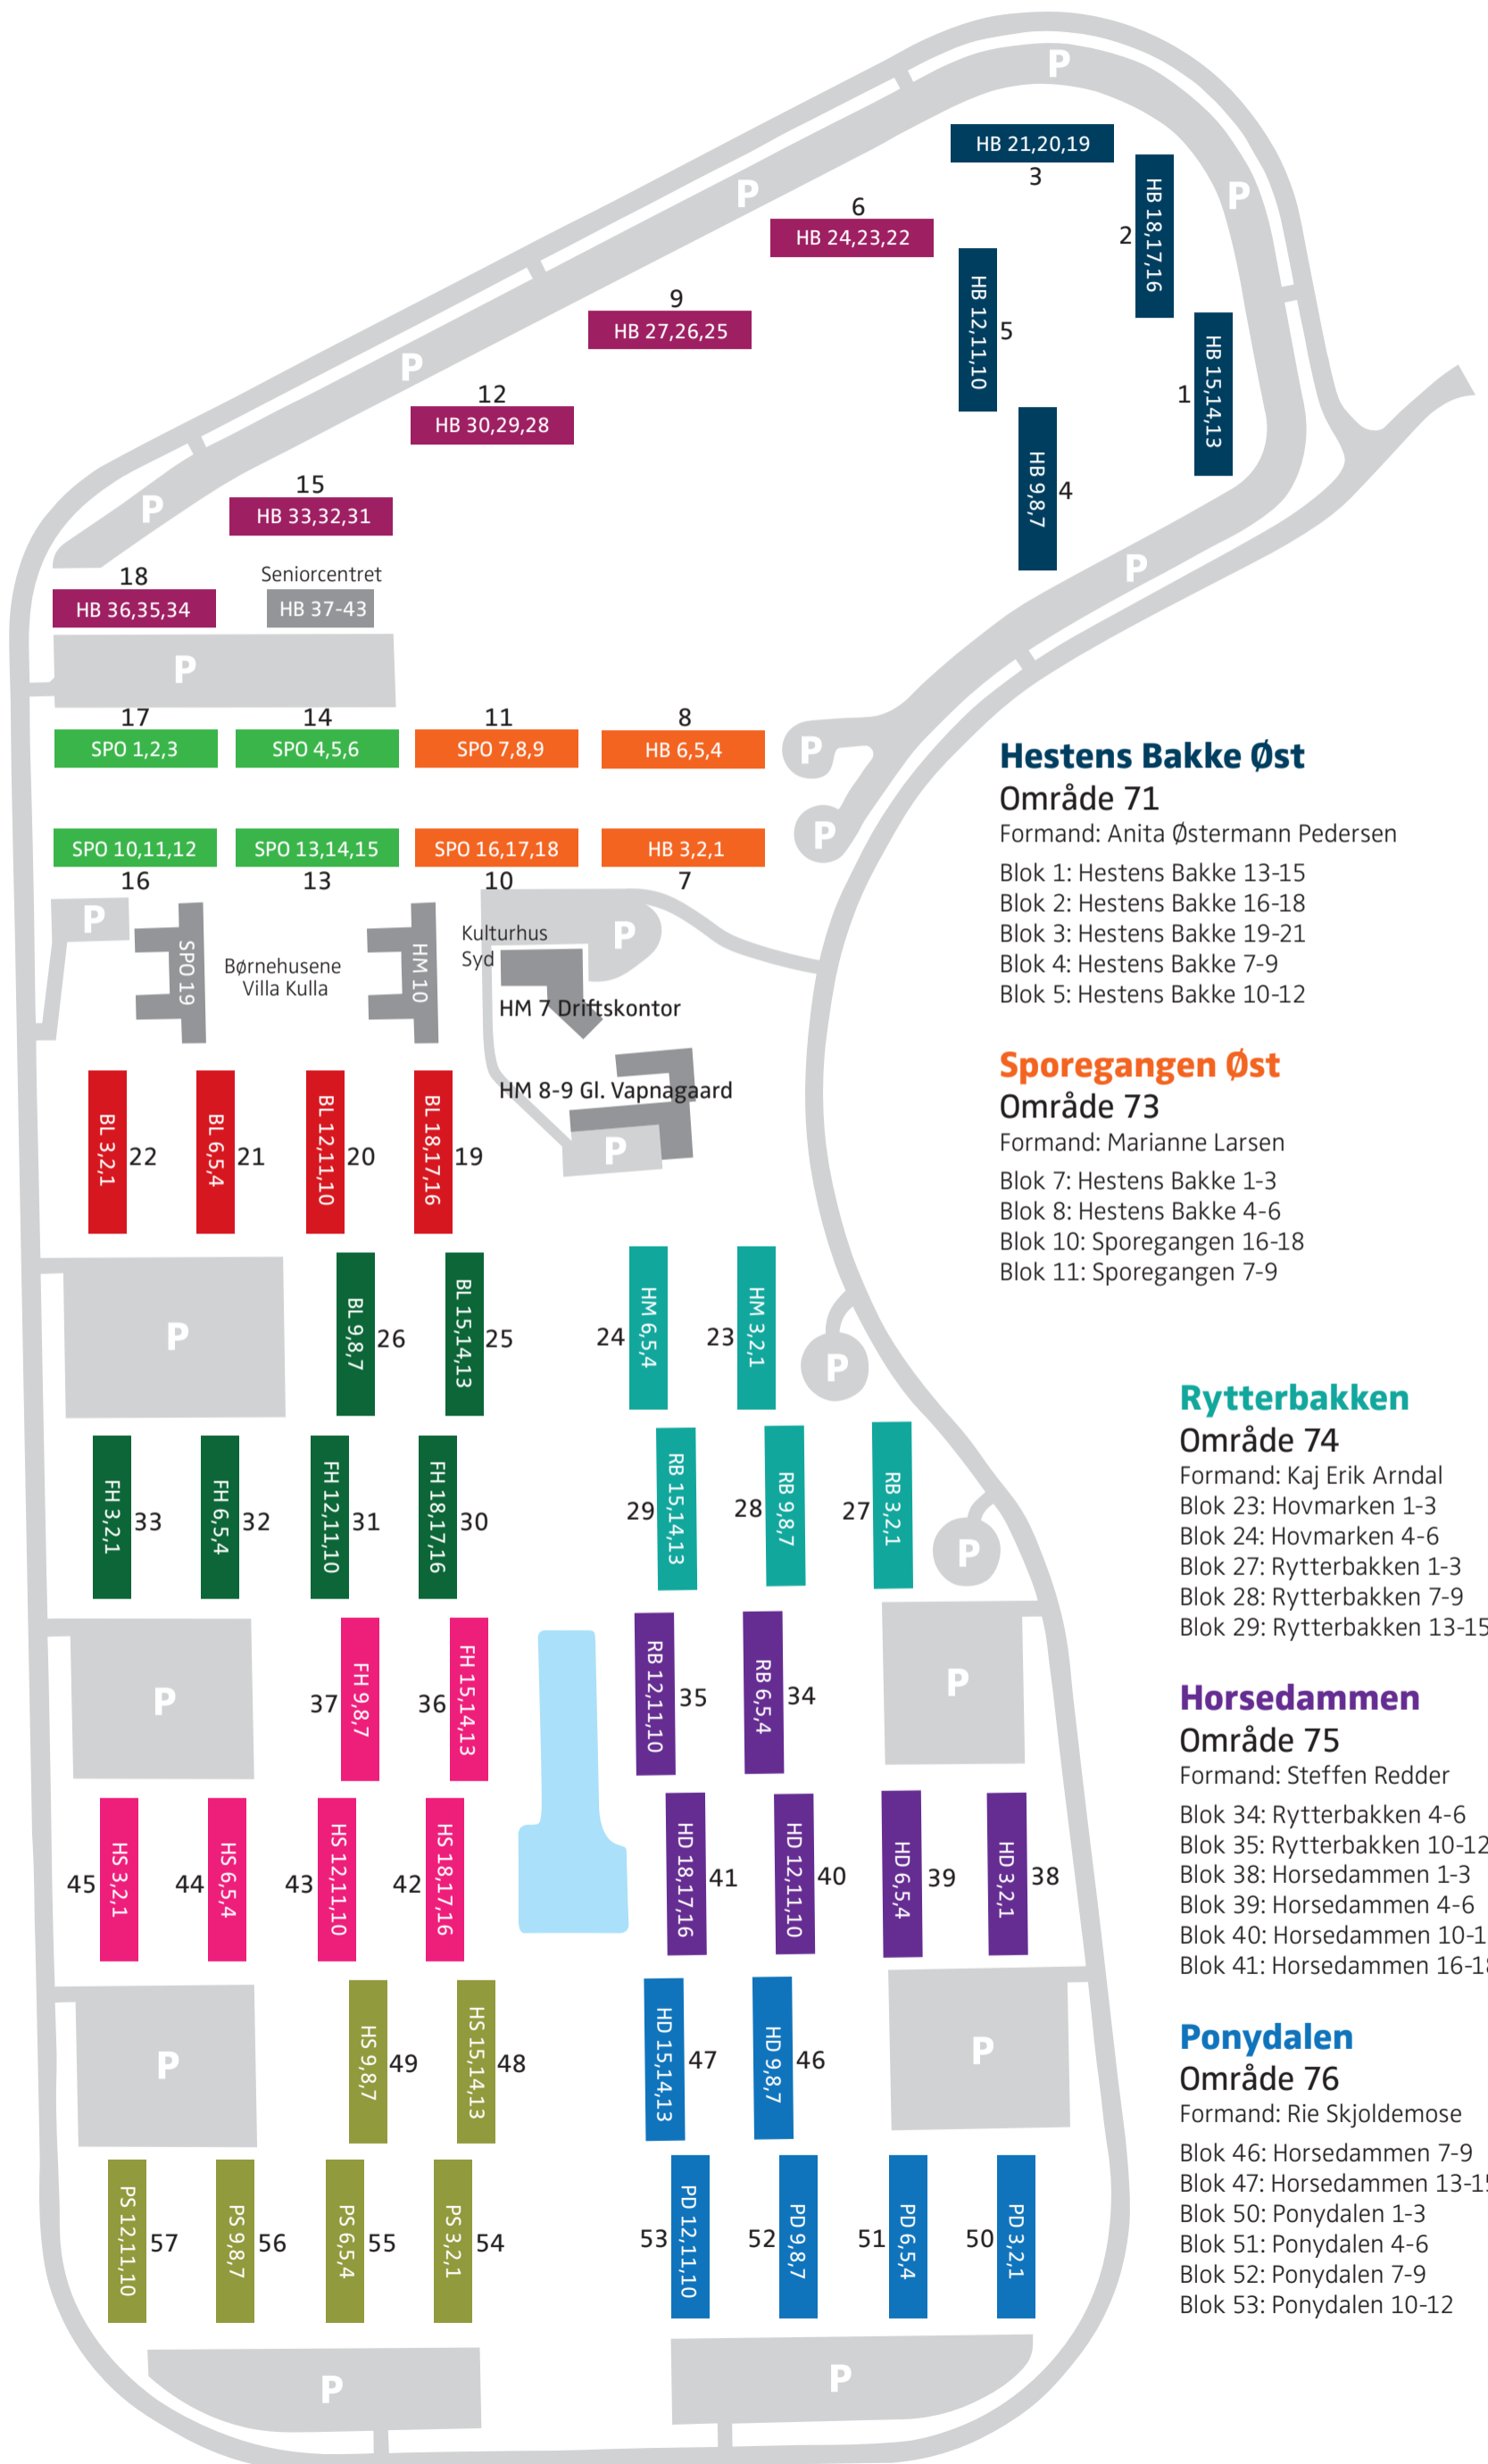 P
HB 21,20,19
3
P
HB 18,17,16
2
P
6
HB 24,23,22
HB 12,11,10
5
9
HB 27,26,25
HB 15,14,13
1
P
12
HB 30,29,28
HB 9,8,7
4
15
HB 33,32,31
P
P
18
HB 36,35,34
Seniorcentret
HB 37-43
P
17
14
11
8
SPO 1,2,3
SPO 4,5,6
SPO 7,8,9
HB 6,5,4
P
P
SPO 10,11,12
SPO 13,14,15
SPO 16,17,18
HB 3,2,1
16
13
10
7
P
SPO 19
Børnehusene
Villa Kulla
HM 10
Kulturhus
Syd
P
HM 7 Driftskontor
HM 8-9 Gl. Vapnagaard
P
BL 3,2,1
22
BL 6,5,4
21
BL 12,11,10
20
BL 18,17,16
19
P
BL 9,8,7
26
BL 15,14,13
25
24
HM 6,5,4
23
HM 3,2,1
P
FH 3,2,1
33
FH 6,5,4
32
FH 12,11,10
31
FH 18,17,16
30
29
RB 15,14,13
28
RB 9,8,7
27
RB 3,2,1
P
P
37
FH 9,8,7
36
FH 15,14,13
RB 12,11,10
35
RB 6,5,4
34
P
45
HS 3,2,1
44
HS 6,5,4
43
HS 12,11,10
42
HS 18,17,16
HD 18,17,16
41
HD 12,11,10
40
HD 6,5,4
39
HD 3,2,1
38
P
HS 9,8,7
49
HS 15,14,13
48
HD 15,14,13
47
HD 9,8,7
46
P
PS 12,11,10
57
PS 9,8,7
56
PS 6,5,4
55
PS 3,2,1
54
53
PD 12,11,10
52
PD 9,8,7
51
PD 6,5,4
50
PD 3,2,1
P
P
Hestens Bakke Øst
Område 71
Formand: Anita Østermann Pedersen
Blok 1: Hestens Bakke 13-15
Blok 2: Hestens Bakke 16-18
Blok 3: Hestens Bakke 19-21
Blok 4: Hestens Bakke 7-9
Blok 5: Hestens Bakke 10-12
Sporegangen Øst
Område 73
Formand: Marianne Larsen
Blok 7: Hestens Bakke 1-3
Blok 8: Hestens Bakke 4-6
Blok 10: Sporegangen 16-18
Blok 11: Sporegangen 7-9
Rytterbakken
Område 74
Formand: Kaj Erik Arndal
Blok 23: Hovmarken 1-3
Blok 24: Hovmarken 4-6
Blok 27: Rytterbakken 1-3
Blok 28: Rytterbakken 7-9
Blok 29: Rytterbakken 13-15
Horsedammen
Område 75
Formand: Steffen Redder
Blok 34: Rytterbakken 4-6
Blok 35: Rytterbakken 10-12
Blok 38: Horsedammen 1-3
Blok 39: Horsedammen 4-6
Blok 40: Horsedammen 10-1
Blok 41: Horsedammen 16-18
Ponydalen
Område 76
Formand: Rie Skjoldemose
Blok 46: Horsedammen 7-9
Blok 47: Horsedammen 13-15
Blok 50: Ponydalen 1-3
Blok 51: Ponydalen 4-6
Blok 52: Ponydalen 7-9
Blok 53: Ponydalen 10-12